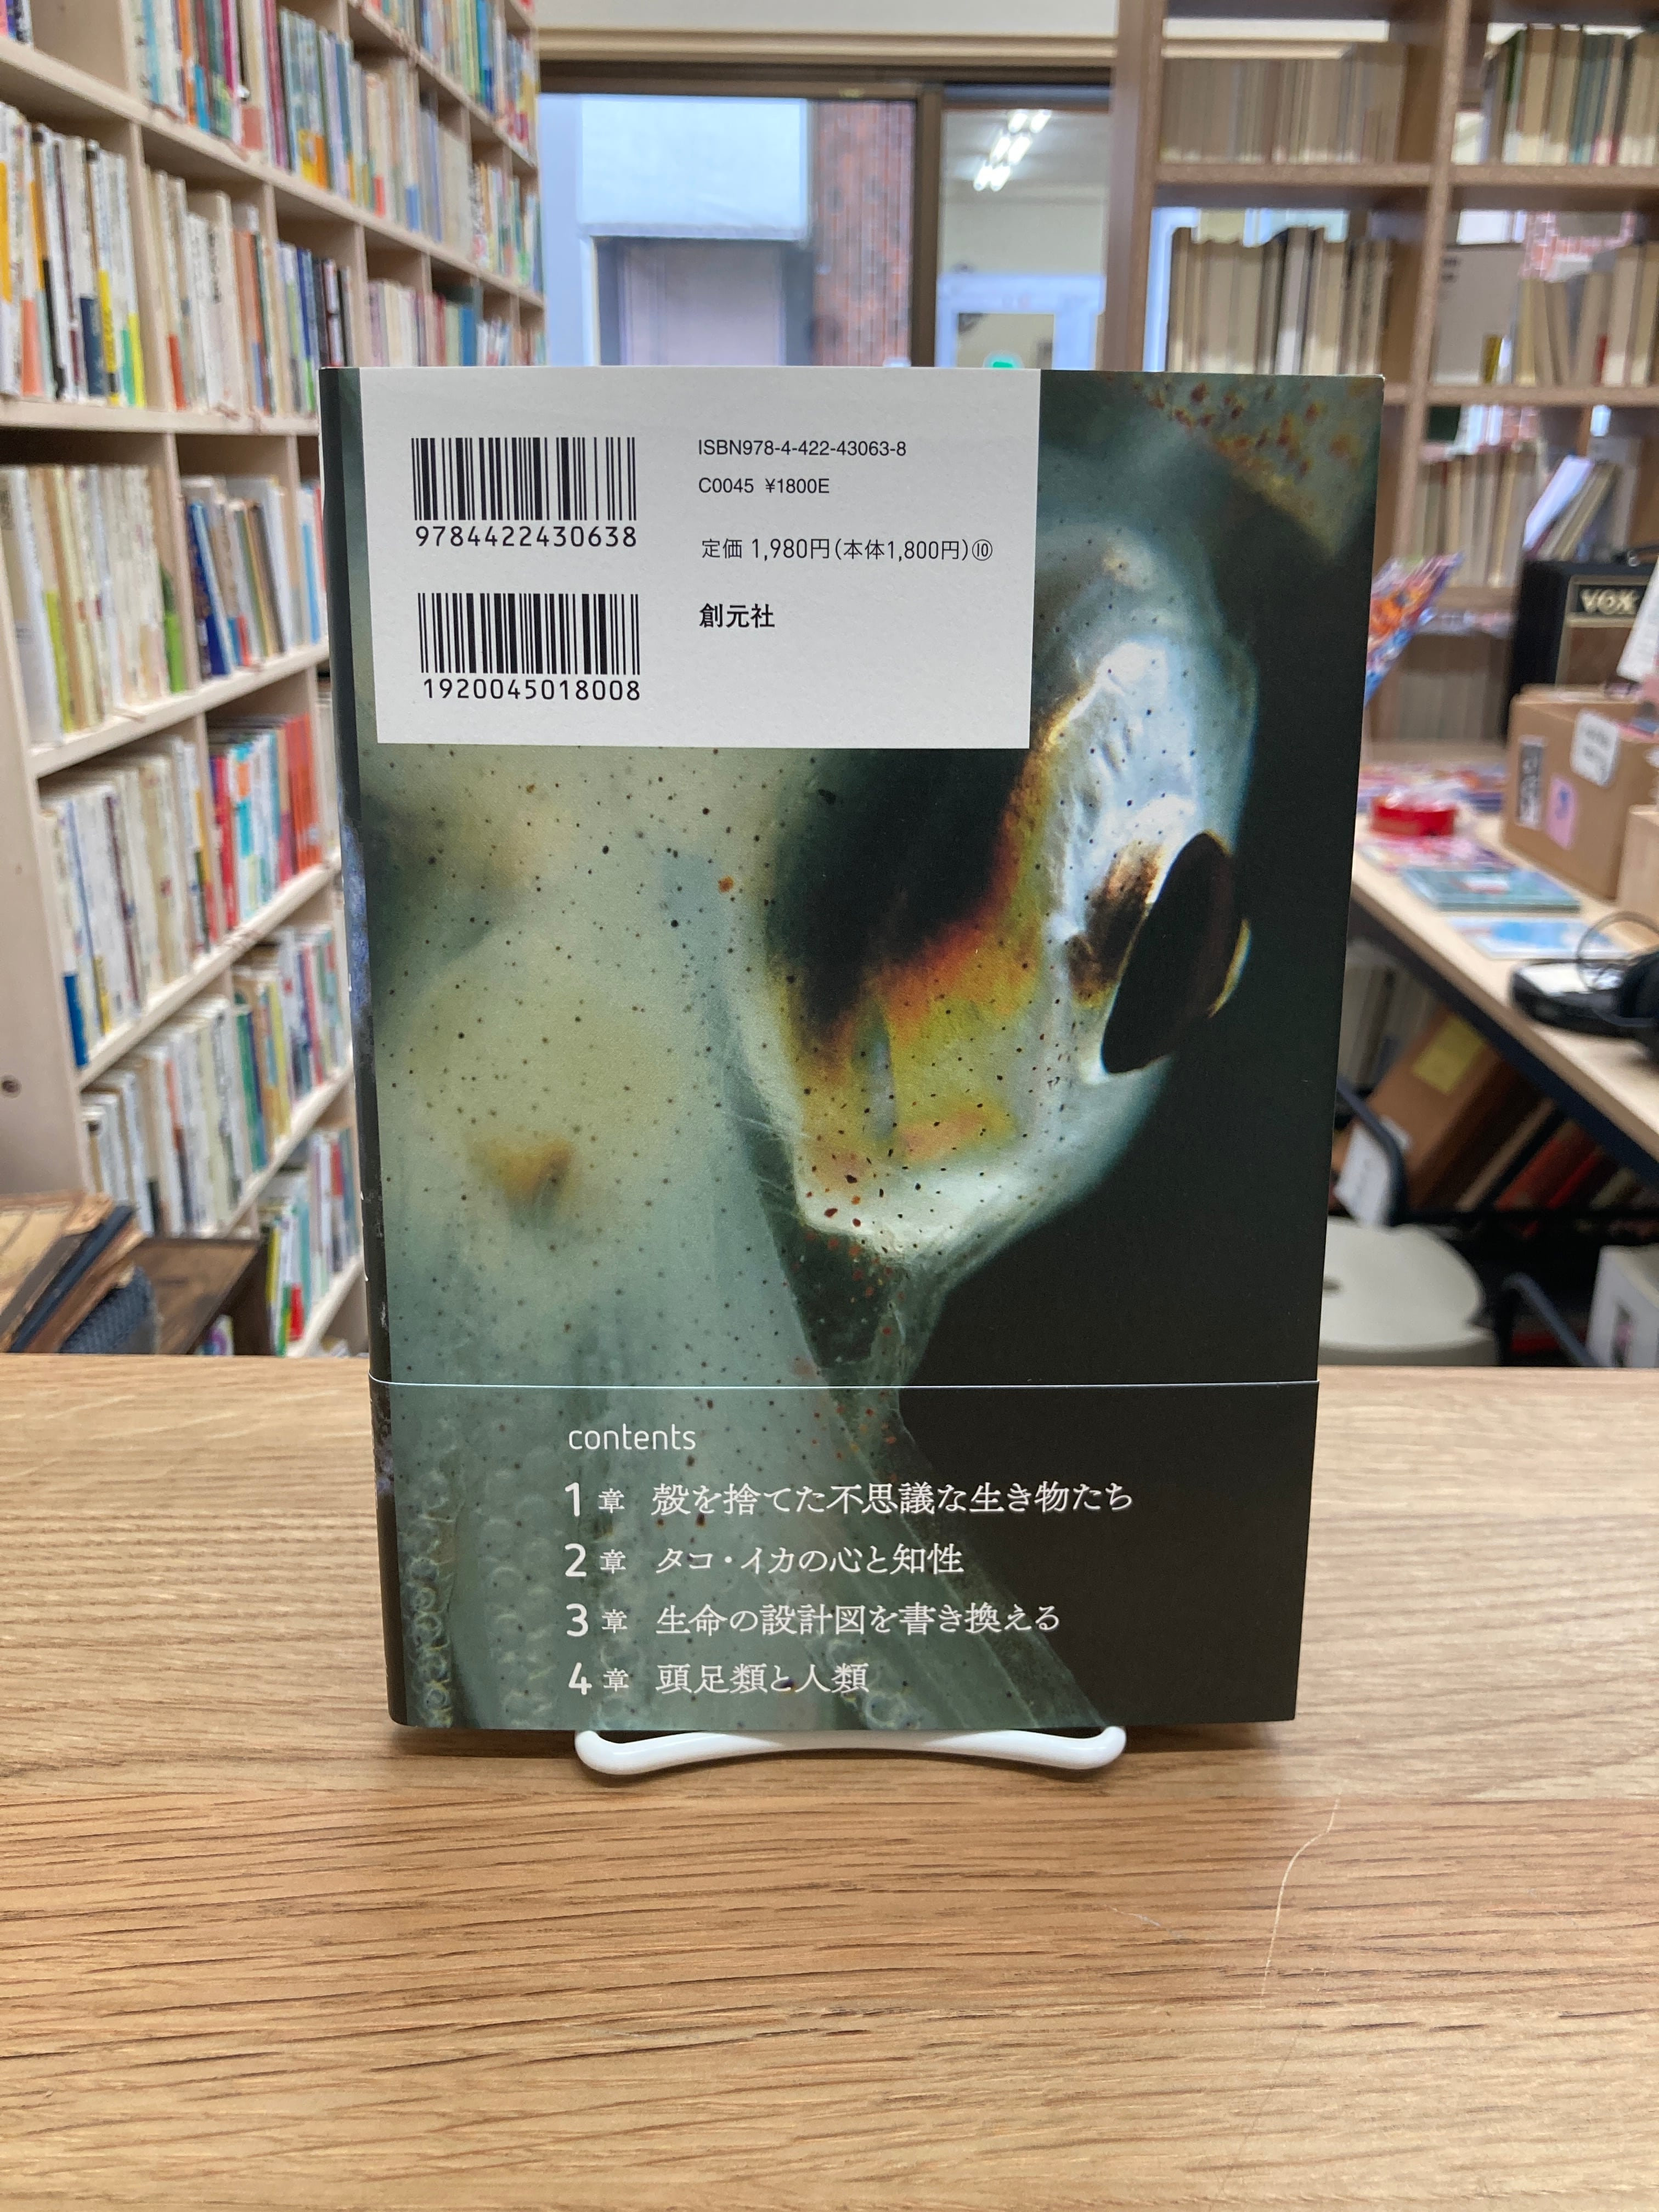 ISBN978-4-422-43063-8
C0045 ¥1800E
9784422430638
定価 1,980円(本体1,800円)⑩
創元社
1920045018008
contents
1章 殻を捨てた不思議な生き物たち
2章 タコ・イカの心と知性
3章 生命の設計図を書き換える
4章 頭足類と人類
VOX